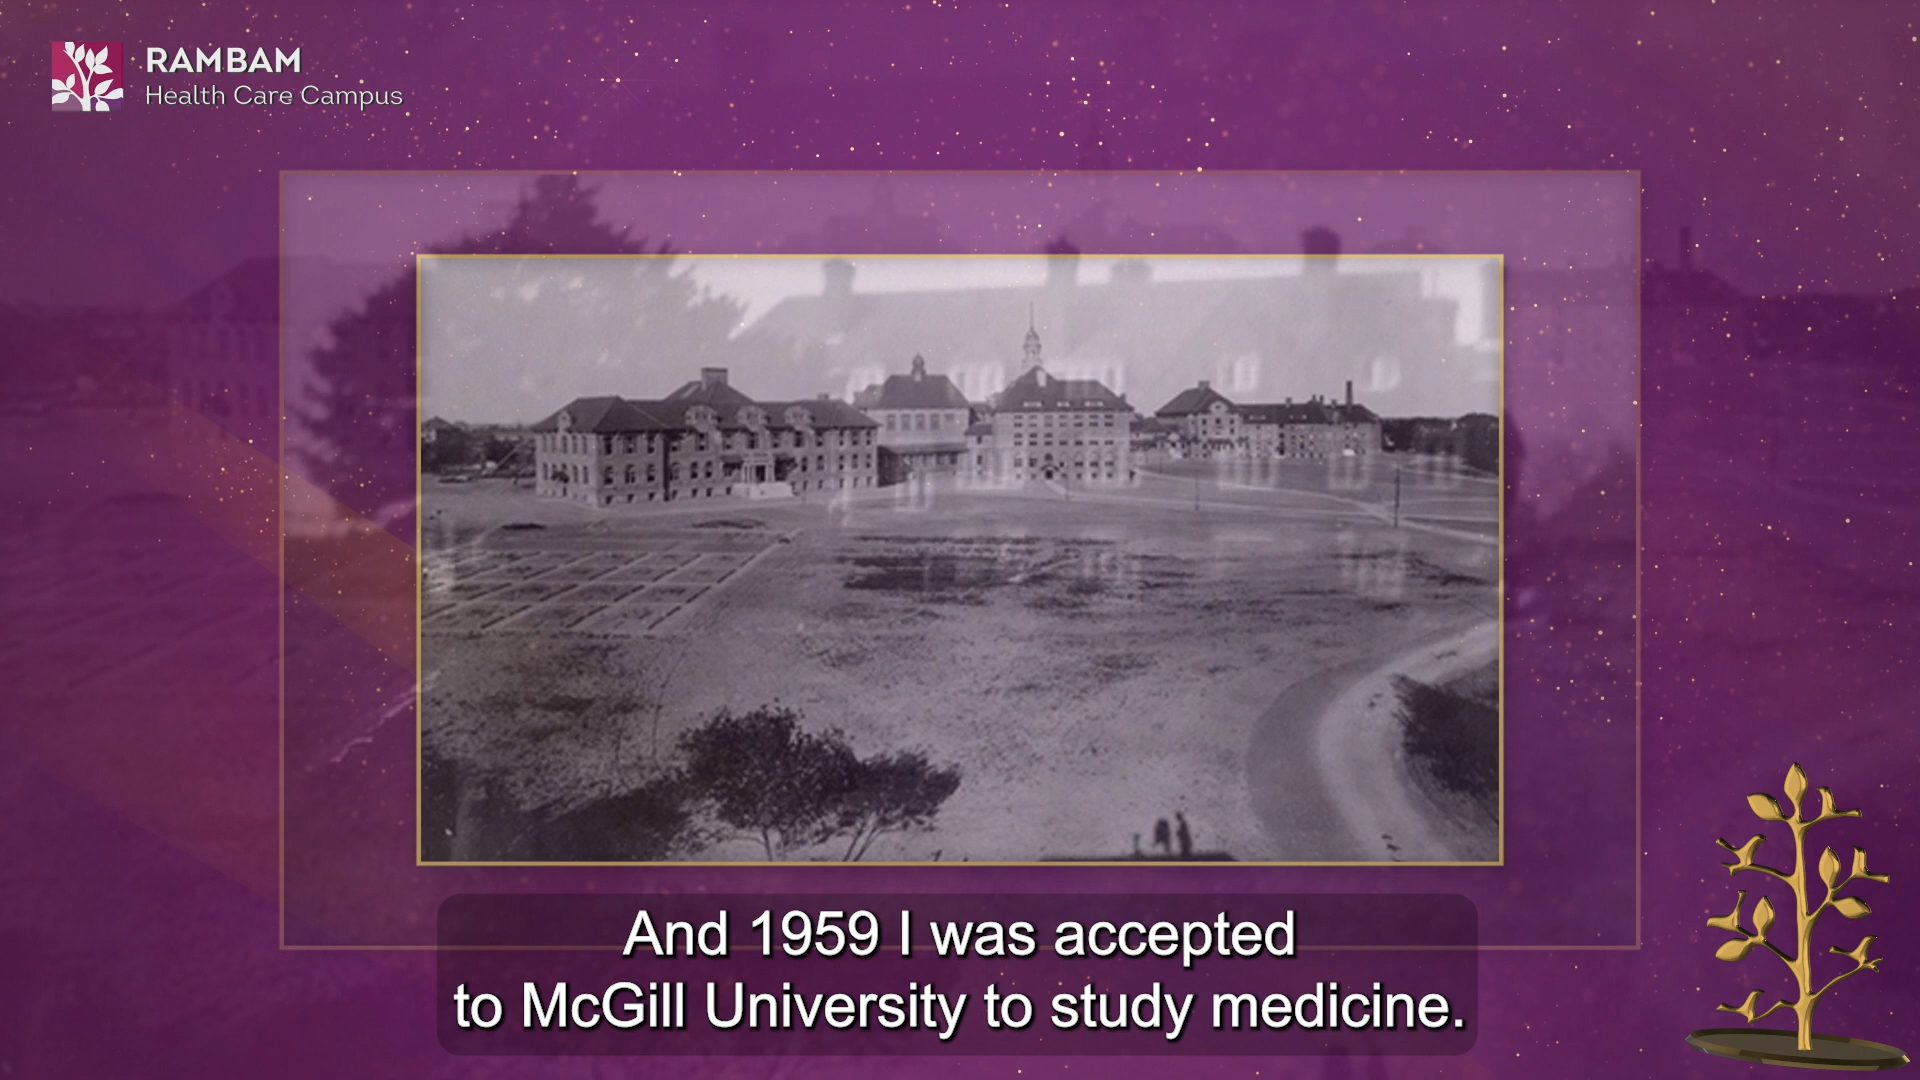 RAMBAM
Health Care Campus
And 1959 I was accepted
to McGill University to study medicine.